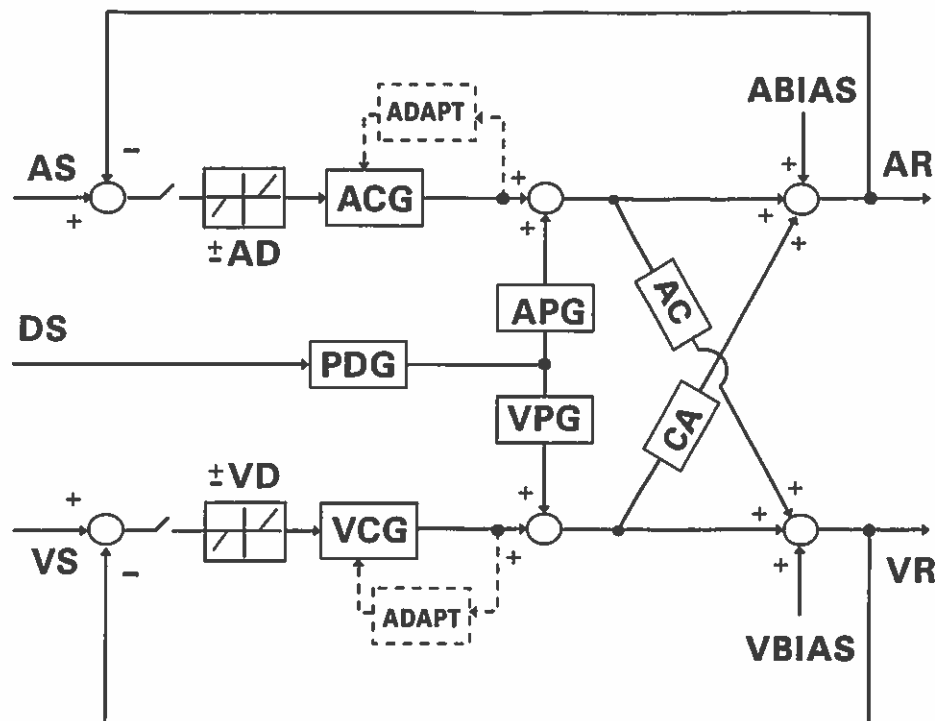 ADAPT
ABIAS
AS
−
+
ACG
+
+
+
+
+
AR
±AD
AC
DS
APG
PDG
VPG
CA
±VD
+
+
+
VCG
+
+
+
VS
−
ADAPT
VR
VBIAS